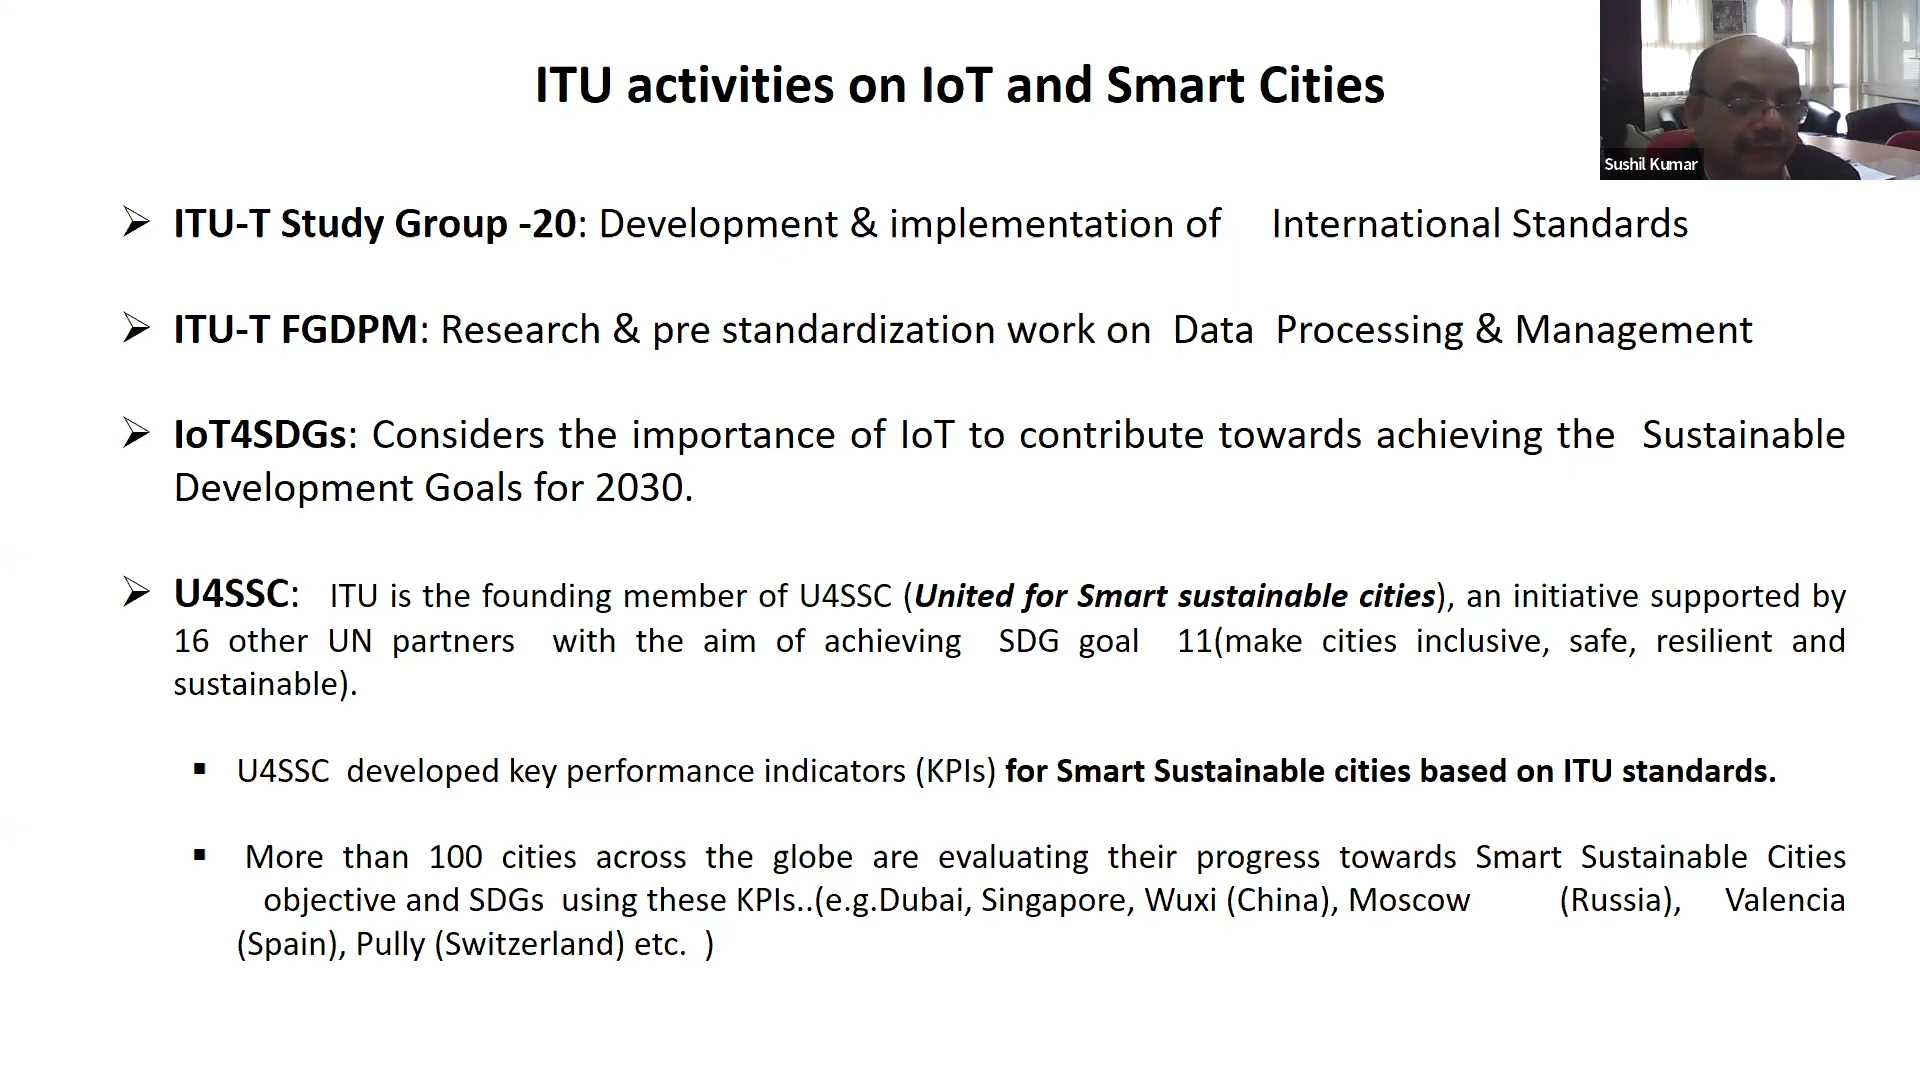 ITU activities on IoT and Smart Cities
Sushil Kumar
➢ ITU-T Study Group -20: Development & implementation of International Standards
➢ ITU-T FGDPM: Research & pre standardization work on Data Processing & Management
➢ IoT4SDGs: Considers the importance of IoT to contribute towards achieving the Sustainable
Development Goals for 2030.
➢ U4SSC: ITU is the founding member of U4SSC (United for Smart sustainable cities), an initiative supported by
16 other UN partners with the aim of achieving SDG goal 11(make cities inclusive, safe, resilient and
sustainable).
▪ U4SSC developed key performance indicators (KPIs) for Smart Sustainable cities based on ITU standards.
▪ More than 100 cities across the globe are evaluating their progress towards Smart Sustainable Cities
objective and SDGs using these KPIs..(e.g.Dubai, Singapore, Wuxi (China), Moscow (Russia), Valencia
(Spain), Pully (Switzerland) etc. )